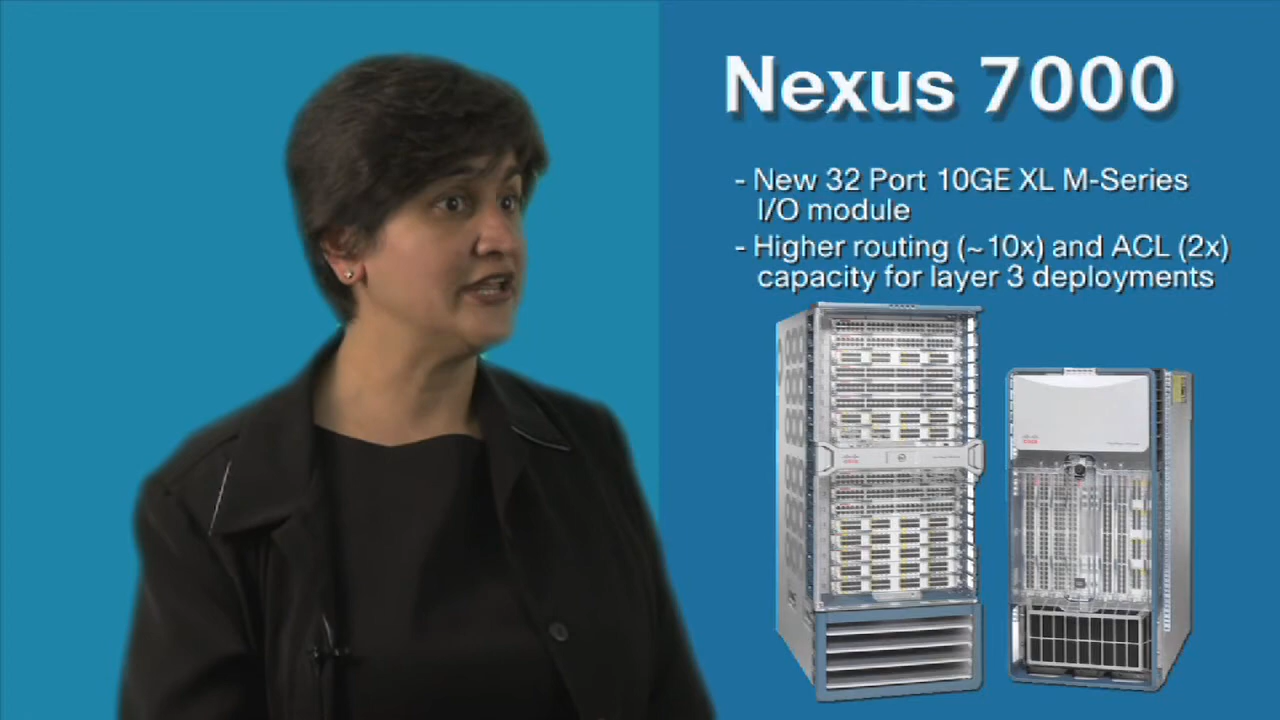 Nexus 7000
- New 32 Port 10GE XL M-Series
I/O module
- Higher routing (~10x) and ACL (2x)
capacity for layer 3 deployments